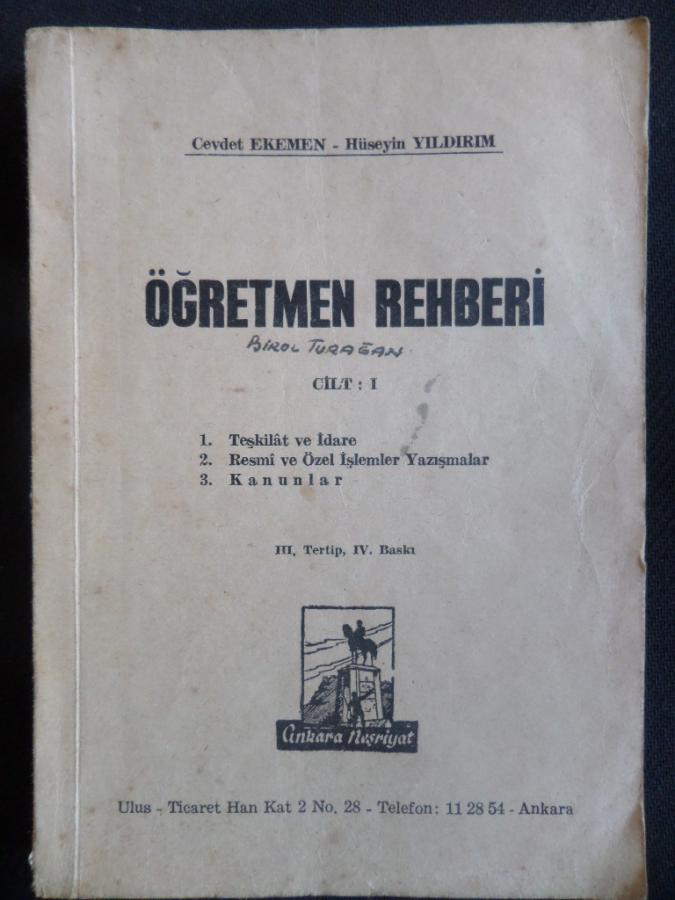 Cevdet EKEMEN - Hüseyin YILDIRIM
ÖĞRETMEN REHBERİ
BİROL TURAĞAN
CİLT : I
1. Teşkilât ve İdare
2. Resmî ve Özel İşlemler Yazışmalar
3. Kanunlar
III. Tertip, IV. Baskı
Ankara Neşriyat
Ulus - Ticaret Han Kat 2 No. 28 - Telefon: 11 28 54 - Ankara